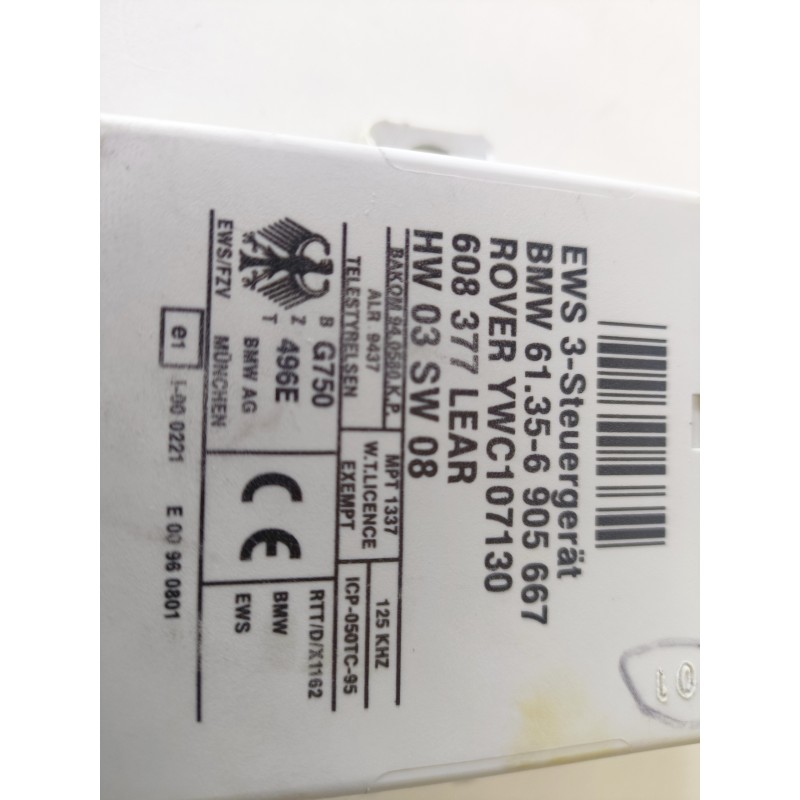 EWS 3-Steuergerät
BMW 61.35-6 905 667
ROVER YWC107130
608 377 LEAR
HW 03 SW 08
BAKOM 94.0580.K.P.
ALR 9437
TELESTYRELSEN
MPT 1337
W.T.LICENCE
EXEMPT
125 KHZ
ICP-050TC-95
B G750
Z 496E
T BMW AG
EWS/FZV MÜNCHEN
CE
RTT/D/X1162
BMW
EWS
e1 00 0221 E 00 96 0801